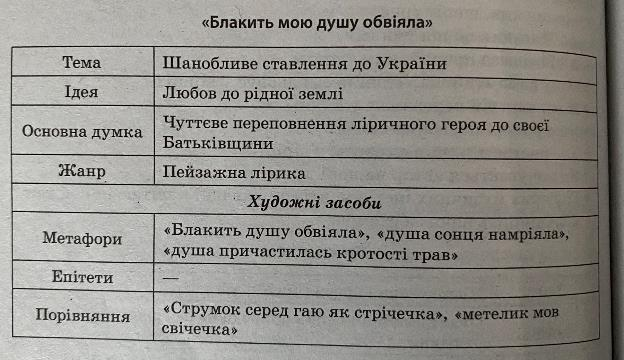 «Блакить мою душу обвіяла»
Тема Шанобливе ставлення до України
Ідея Любов до рідної землі
Основна думка Чуттєве переповнення ліричного героя до своєї
Батьківщини
Жанр Пейзажна лірика
Художні засоби
Метафори «Блакить душу обвіяла», «душа сонця намріяла»,
«душа причастилась кротості трав»
Епітети —
Порівняння «Струмок серед гаю як стрічечка», «метелик мов
свічечка»